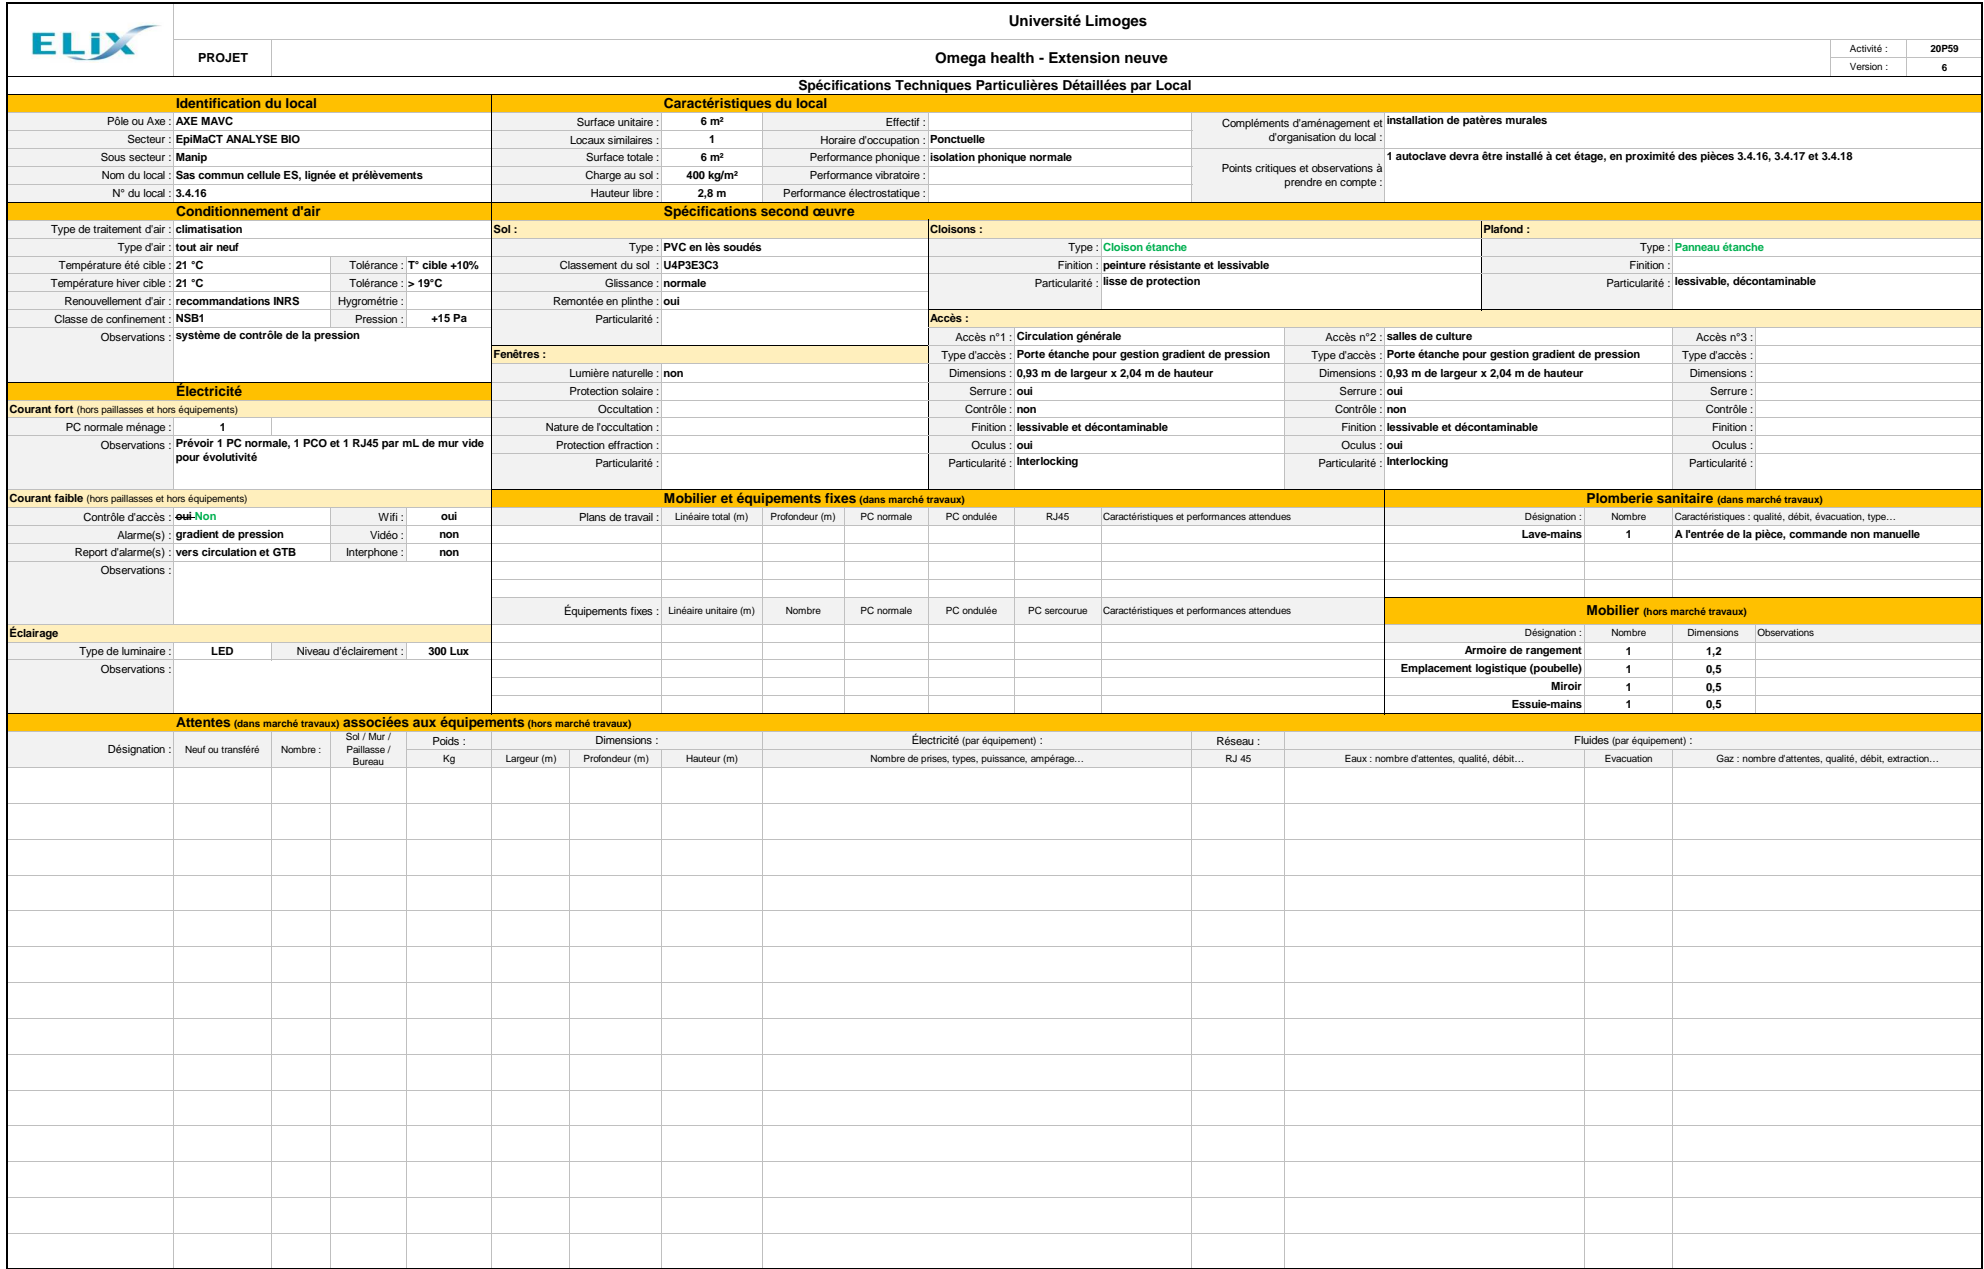 ELiX
Université Limoges
PROJET
Omega health - Extension neuve
Activité : 20P59
Version : 6
Spécifications Techniques Particulières Détaillées par Local
Identification du local
Pôle ou Axe : AXE MAVC
Secteur : EpiMaCT ANALYSE BIO
Sous secteur : Manip
Nom du local : Sas commun cellule ES, lignée et prélèvements
N° du local : 3.4.16
Caractéristiques du local
Surface unitaire : 6 m² Effectif :
Locaux similaires : 1 Horaire d'occupation : Ponctuelle
Surface totale : 6 m² Performance phonique : isolation phonique normale
Charge au sol : 400 kg/m² Performance vibratoire :
Hauteur libre : 2,8 m Performance électrostatique :
Compléments d'aménagement et d'organisation du local : installation de patères murales
Points critiques et observations à prendre en compte : 1 autoclave devra être installé à cet étage, en proximité des pièces 3.4.16, 3.4.17 et 3.4.18
Conditionnement d'air
Type de traitement d'air : climatisation
Type d'air : tout air neuf
Température été cible : 21 °C Tolérance : T° cible +10%
Température hiver cible : 21 °C Tolérance : > 19°C
Renouvellement d'air : recommandations INRS Hygrométrie :
Classe de confinement : NSB1 Pression : +15 Pa
Observations : système de contrôle de la pression
Spécifications second œuvre
Sol :
Type : PVC en lès soudés
Classement du sol : U4P3E3C3
Glissance : normale
Remontée en plinthe : oui
Particularité :
Cloisons :
Type : Cloison étanche
Finition : peinture résistante et lessivable
Particularité : lisse de protection
Plafond :
Type : Panneau étanche
Finition :
Particularité : lessivable, décontaminable
Fenêtres :
Lumière naturelle : non
Protection solaire :
Occultation :
Nature de l'occultation :
Protection effraction :
Particularité :
Accès :
Accès n°1 : Circulation générale Accès n°2 : salles de culture Accès n°3 :
Type d'accès : Porte étanche pour gestion gradient de pression Type d'accès : Porte étanche pour gestion gradient de pression Type d'accès :
Dimensions : 0,93 m de largeur x 2,04 m de hauteur Dimensions : 0,93 m de largeur x 2,04 m de hauteur Dimensions :
Serrure : oui Serrure : oui Serrure :
Contrôle : non Contrôle : non Contrôle :
Finition : lessivable et décontaminable Finition : lessivable et décontaminable Finition :
Oculus : oui Oculus : oui Oculus :
Particularité : Interlocking Particularité : Interlocking Particularité :
Électricité
Courant fort (hors paillasses et hors équipements)
PC normale ménage : 1
Observations : Prévoir 1 PC normale, 1 PCO et 1 RJ45 par mL de mur vide
pour évolutivité
Courant faible (hors paillasses et hors équipements)
Contrôle d'accès : oui Non Wifi : oui
Alarme(s) : gradient de pression Vidéo : non
Report d'alarme(s) : vers circulation et GTB Interphone : non
Observations :
Éclairage
Type de luminaire : LED Niveau d'éclairement : 300 Lux
Observations :
Mobilier et équipements fixes (dans marché travaux)
Plans de travail : Linéaire total (m) Profondeur (m) PC normale PC ondulée RJ45 Caractéristiques et performances attendues
Équipements fixes : Linéaire unitaire (m) Nombre PC normale PC ondulée PC sercourue Caractéristiques et performances attendues
Plomberie sanitaire (dans marché travaux)
Désignation : Nombre Caractéristiques : qualité, débit, évacuation, type…
Lave-mains 1 A l'entrée de la pièce, commande non manuelle
Mobilier (hors marché travaux)
Désignation : Nombre Dimensions Observations
Armoire de rangement 1 1,2
Emplacement logistique (poubelle) 1 0,5
Miroir 1 0,5
Essuie-mains 1 0,5
Attentes (dans marché travaux) associées aux équipements (hors marché travaux)
Désignation : Neuf ou transféré Nombre : Sol / Mur / Paillasse / Bureau Poids : Dimensions : Électricité (par équipement) : Réseau : Fluides (par équipement) :
Kg Largeur (m) Profondeur (m) Hauteur (m) Nombre de prises, types, puissance, ampérage… RJ 45 Eaux : nombre d'attentes, qualité, débit… Evacuation Gaz : nombre d'attentes, qualité, débit, extraction…